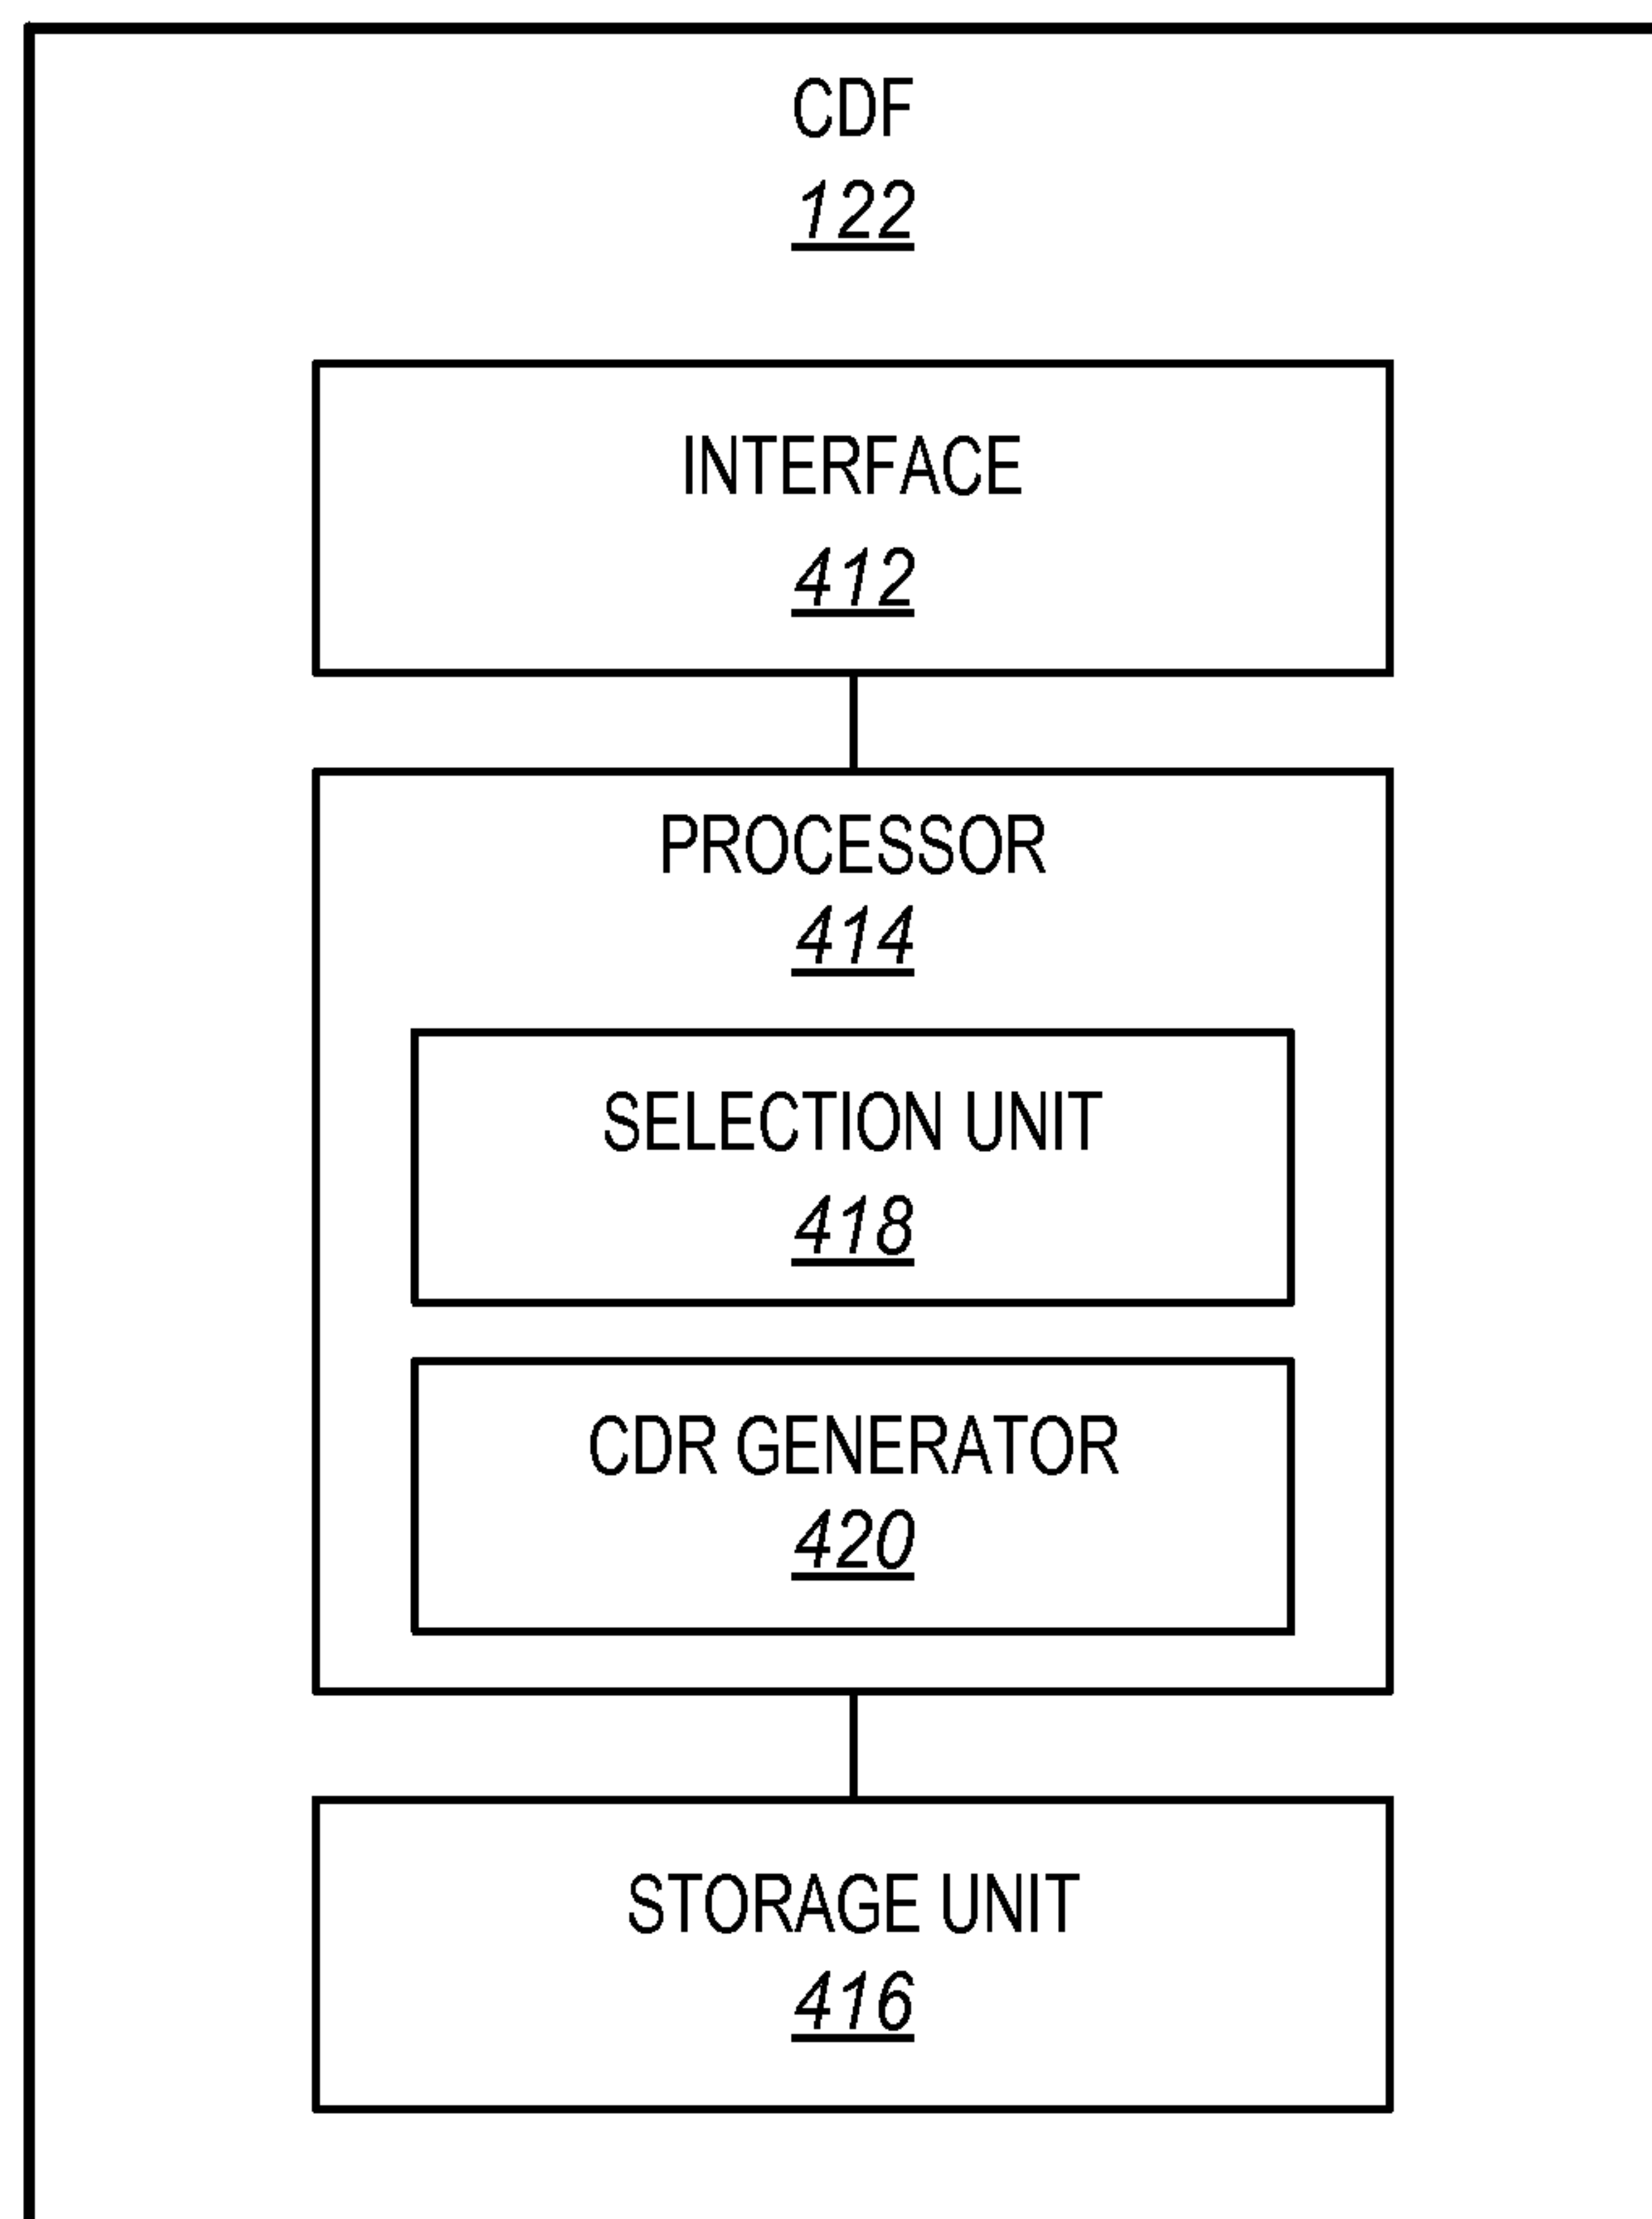 CDF
122
INTERFACE
412
PROCESSOR
414
SELECTION UNIT
418
CDR GENERATOR
420
STORAGE UNIT
416